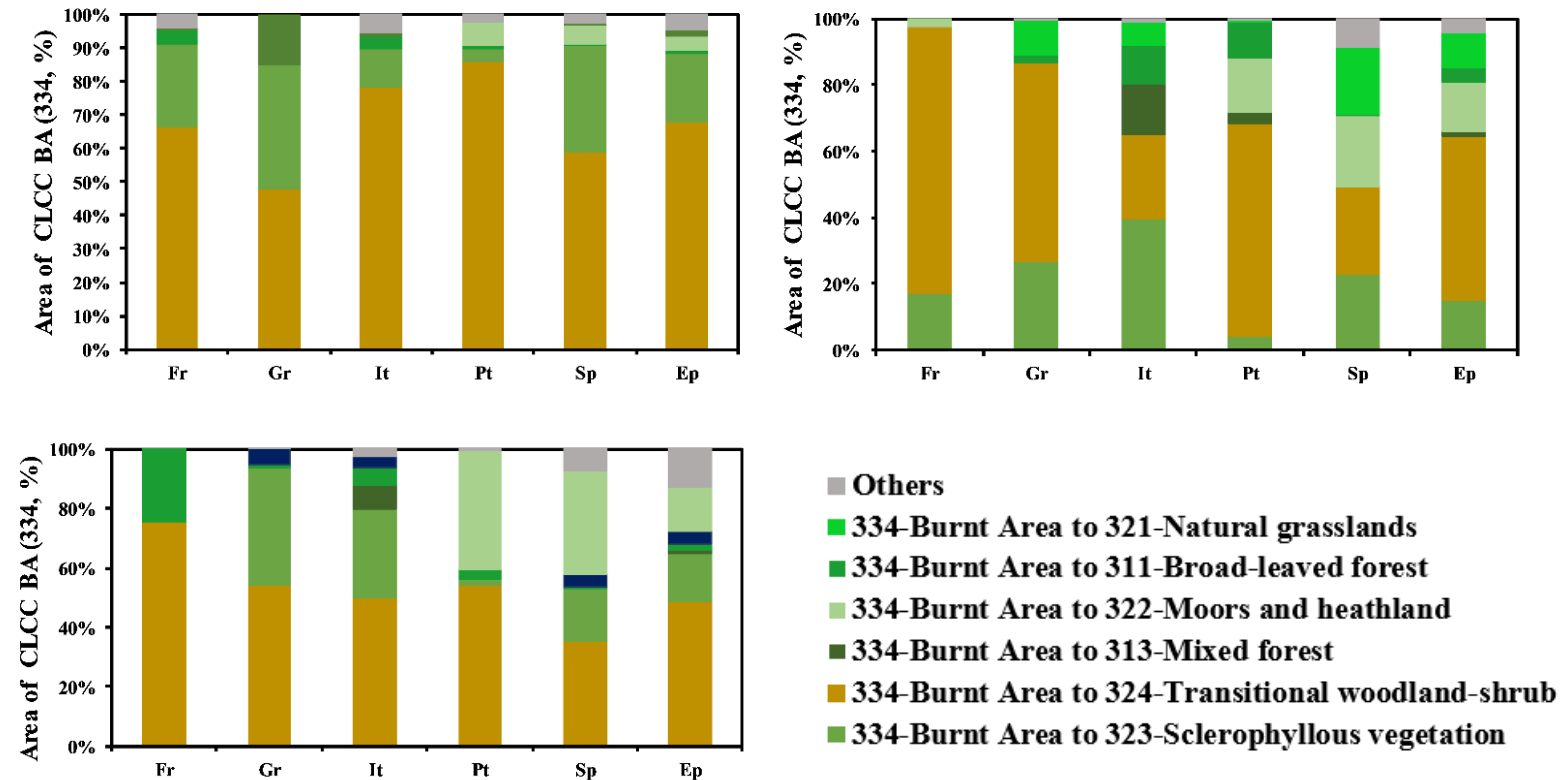 Area of CLCC BA (334, %)
100%
90%
80%
70%
60%
50%
40%
30%
20%
10%
0%
Fr Gr It Pt Sp Ep
Area of CLCC BA (334, %)
100%
80%
60%
40%
20%
0%
Fr Gr It Pt Sp Ep
Area of CLCC BA (334, %)
100%
80%
60%
40%
20%
0%
Fr Gr It Pt Sp Ep
Others
334-Burnt Area to 321-Natural grasslands
334-Burnt Area to 311-Broad-leaved forest
334-Burnt Area to 322-Moors and heathland
334-Burnt Area to 313-Mixed forest
334-Burnt Area to 324-Transitional woodland-shrub
334-Burnt Area to 323-Sclerophyllous vegetation